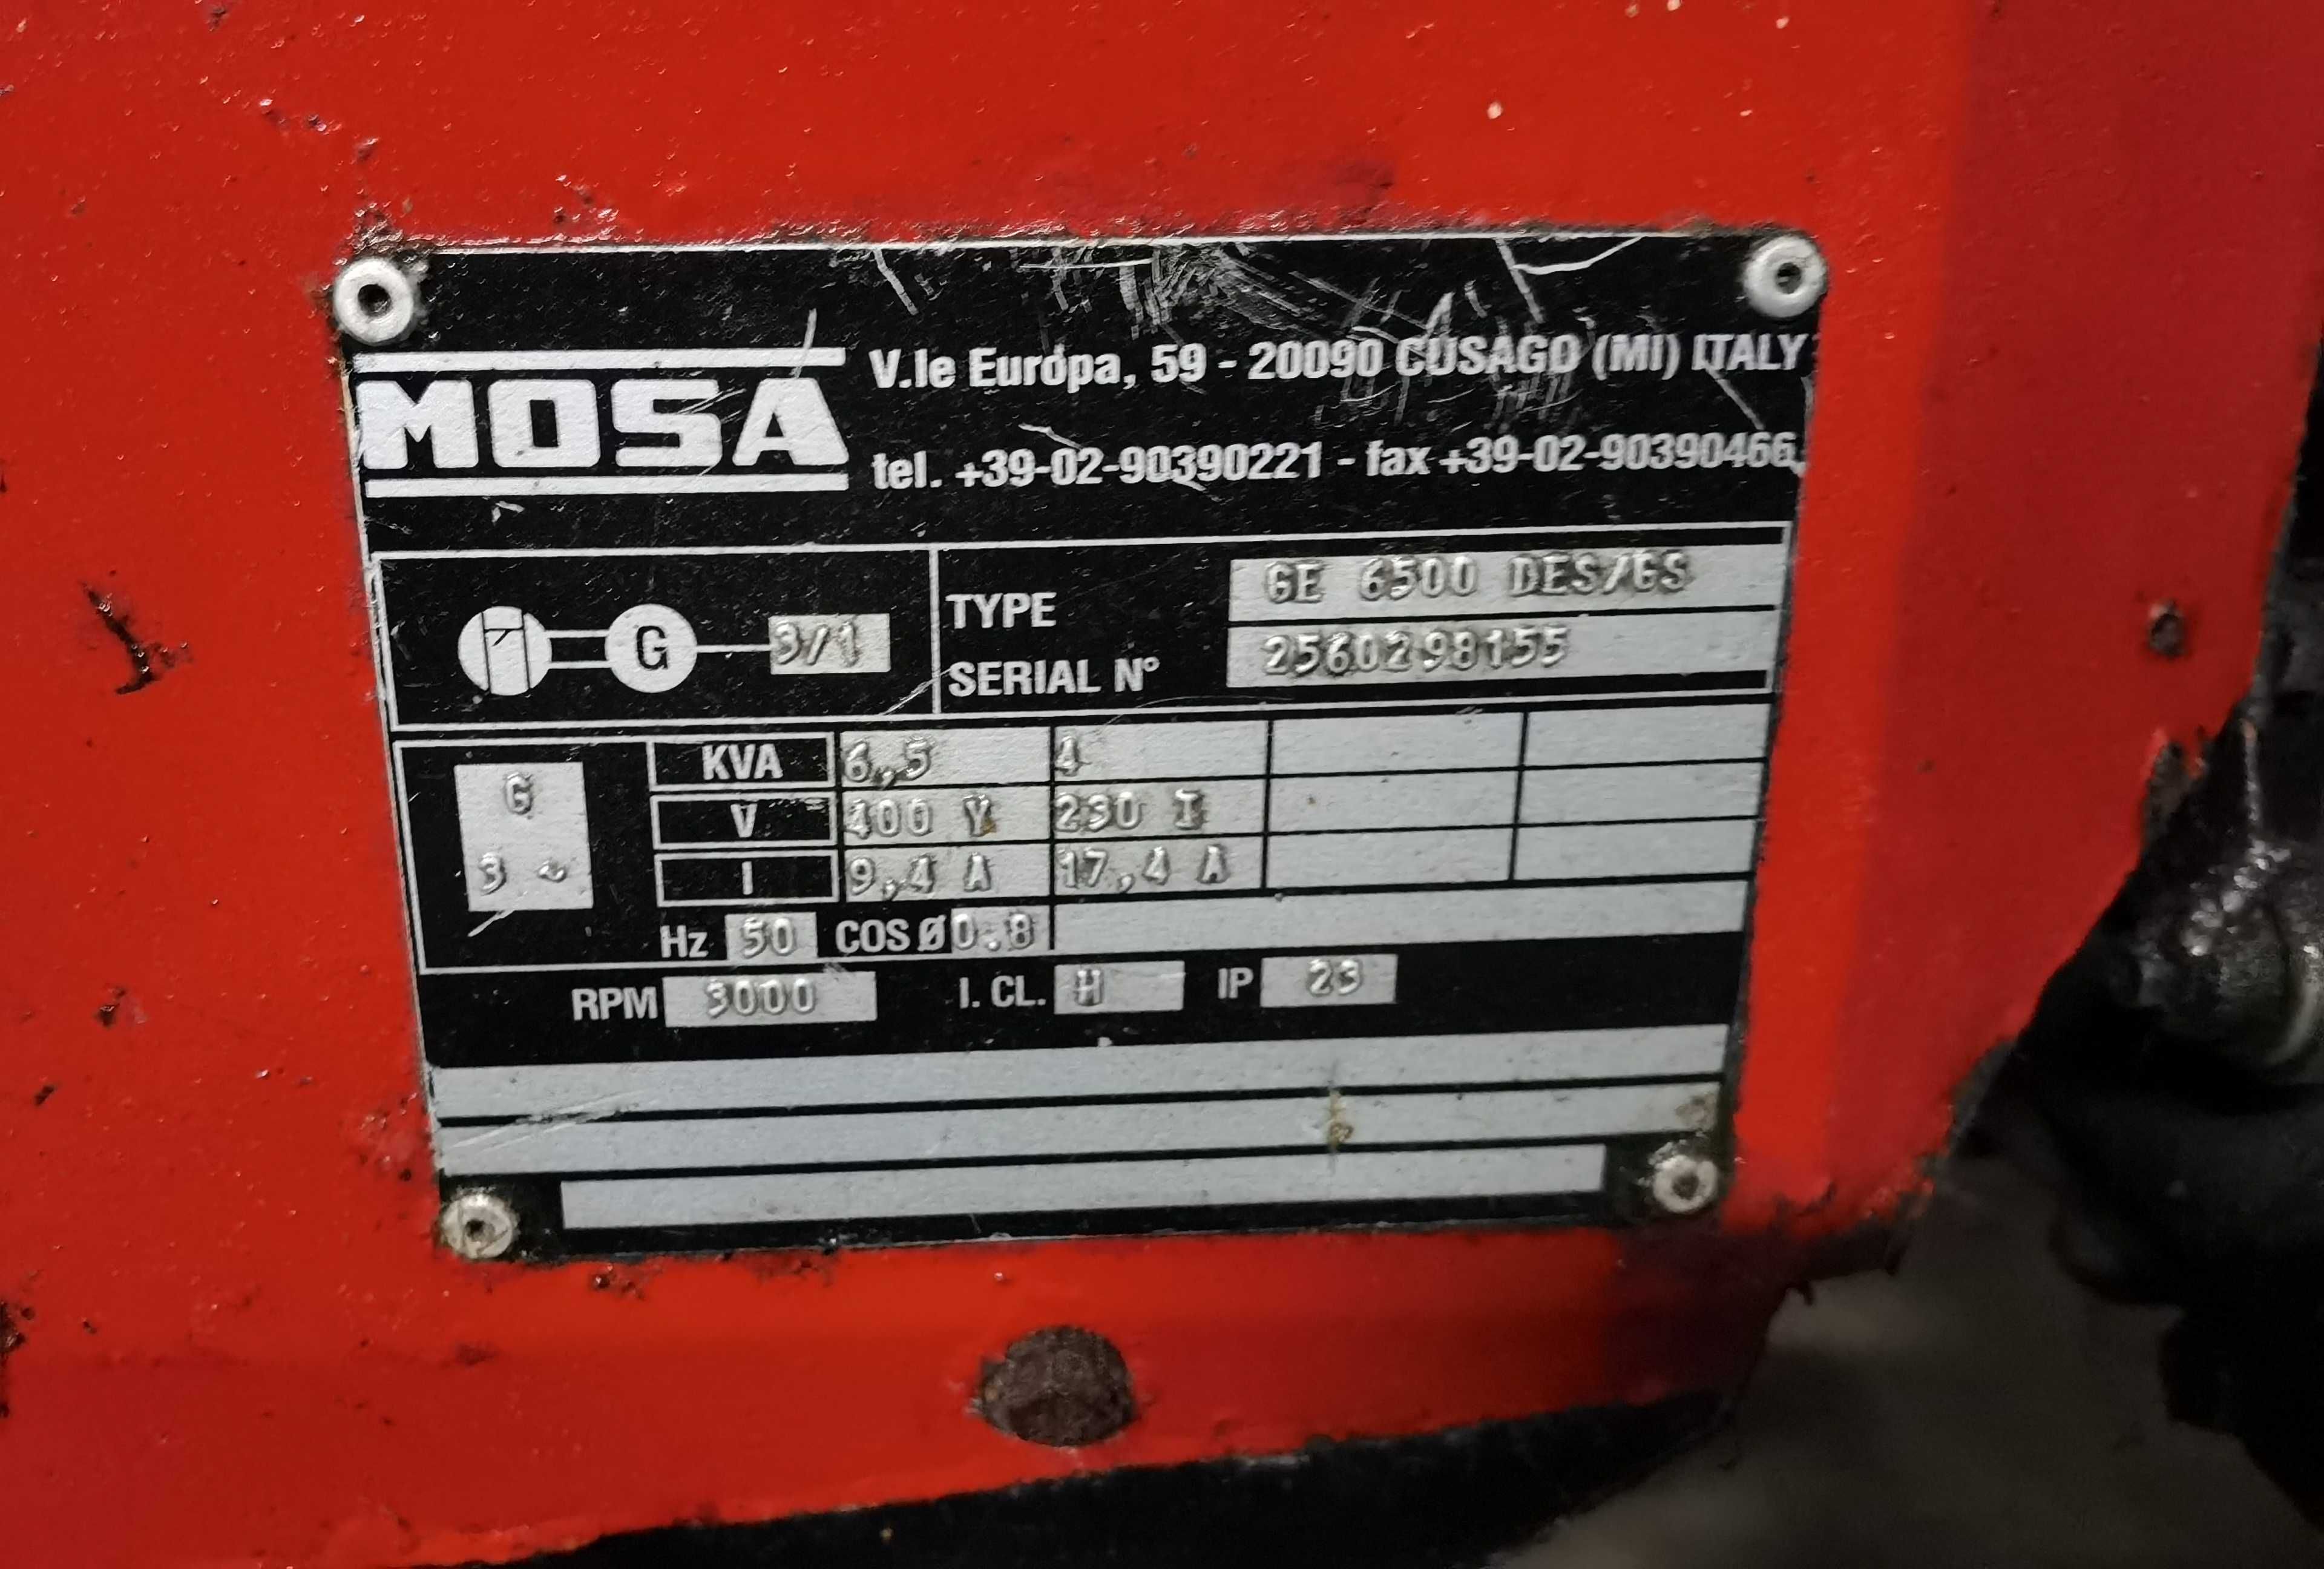 MOSA
V.le Europa, 59 - 20090 CUSAGO (MI) ITALY
tel. +39-02-90390221 - fax +39-02-90390466
G 3/1
TYPE GE 6500 DES/GS
SERIAL N° 2560298155
G
3 ~
KVA 6,5 4
V 400 Y 230 I
I 9,4 A 17,4 A
Hz 50 COS Ø 0.8
RPM 3000 I. CL. H IP 23